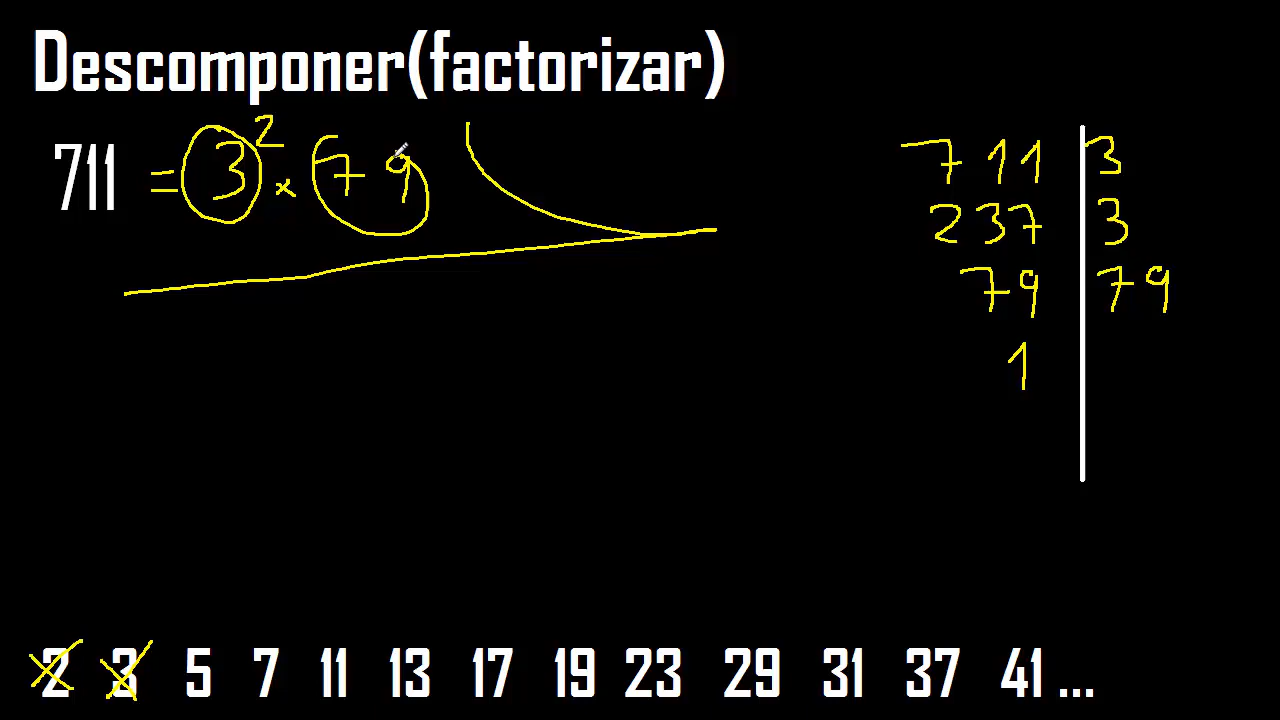 Descomponer(factorizar)
711 = 3² × 79
711 | 3
237 | 3
79 | 79
1
2 3 5 7 11 13 17 19 23 29 31 37 41 ...